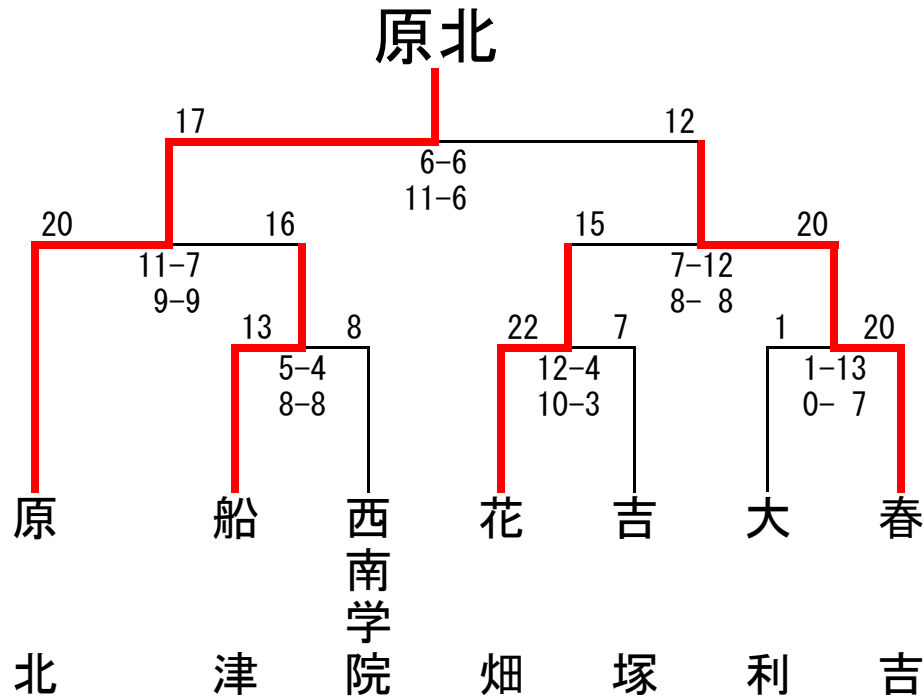 原北
17 12
6-6
11-6
20 16 15 20
11-7 7-12
9-9 8- 8
13 8 22 7 1 20
5-4 12-4 1-13
8-8 10-3 0- 7
原北
船津
西南学院
花畑
吉塚
大利
春吉